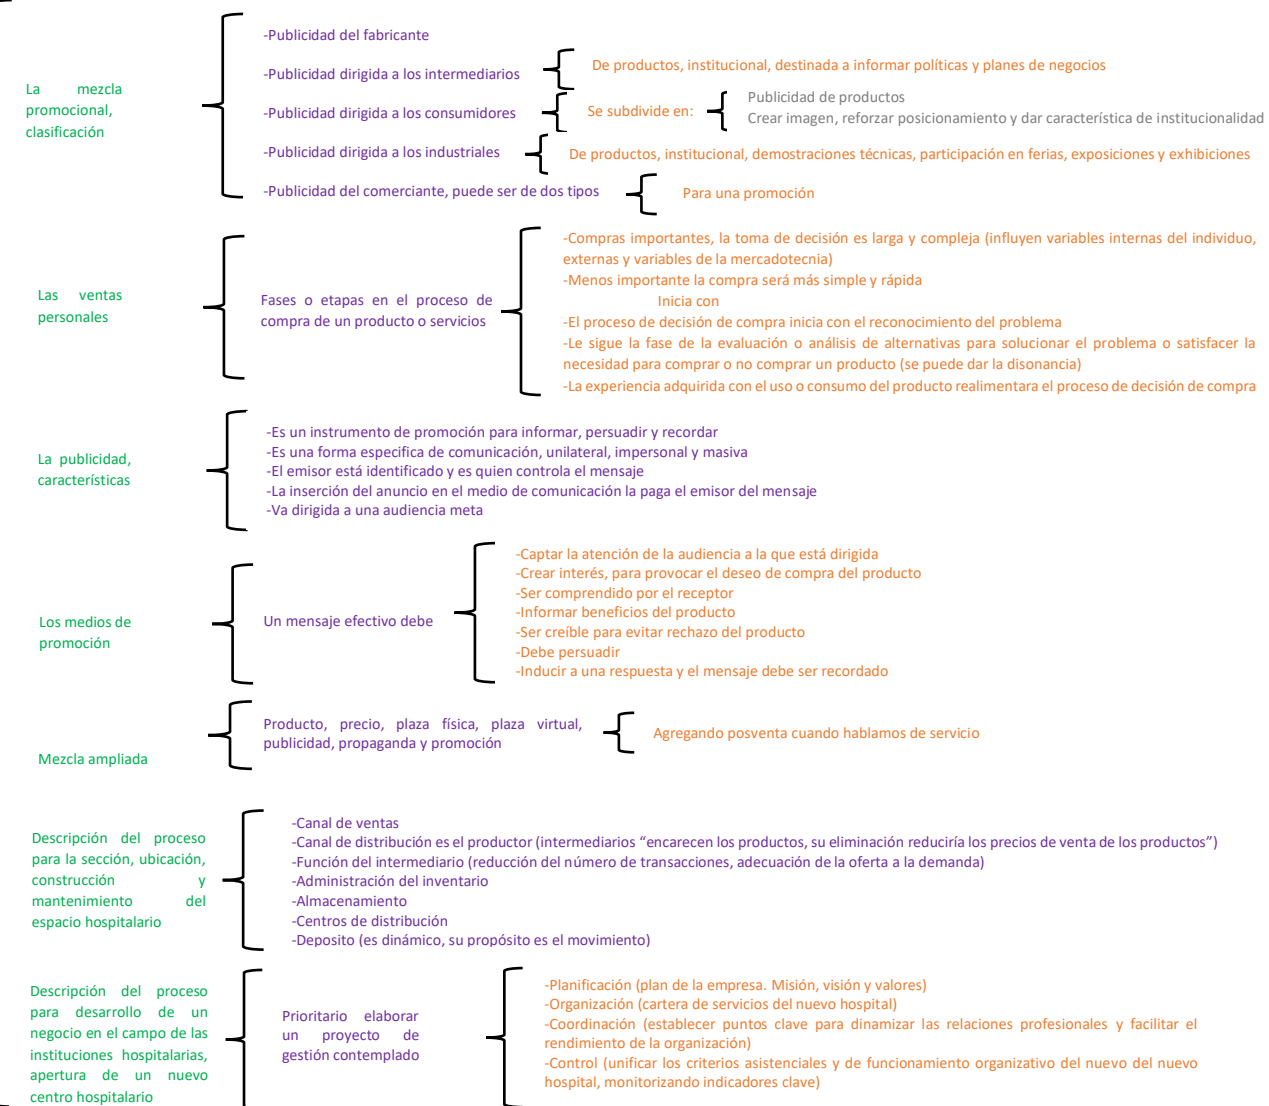 La mezcla
promocional,
clasificación
-Publicidad del fabricante
-Publicidad dirigida a los intermediarios
De productos, institucional, destinada a informar políticas y planes de negocios
-Publicidad dirigida a los consumidores
Se subdivide en:
Publicidad de productos
Crear imagen, reforzar posicionamiento y dar característica de institucionalidad
-Publicidad dirigida a los industriales
De productos, institucional, demostraciones técnicas, participación en ferias, exposiciones y exhibiciones
-Publicidad del comerciante, puede ser de dos tipos
Para una promoción
Las ventas
personales
Fases o etapas en el proceso de
compra de un producto o servicios
-Compras importantes, la toma de decisión es larga y compleja (influyen variables internas del individuo,
externas y variables de la mercadotecnia)
-Menos importante la compra será más simple y rápida
Inicia con
-El proceso de decisión de compra inicia con el reconocimiento del problema
-Le sigue la fase de la evaluación o análisis de alternativas para solucionar el problema o satisfacer la
necesidad para comprar o no comprar un producto (se puede dar la disonancia)
-La experiencia adquirida con el uso o consumo del producto realimentara el proceso de decisión de compra
La publicidad,
características
-Es un instrumento de promoción para informar, persuadir y recordar
-Es una forma especifica de comunicación, unilateral, impersonal y masiva
-El emisor está identificado y es quien controla el mensaje
-La inserción del anuncio en el medio de comunicación la paga el emisor del mensaje
-Va dirigida a una audiencia meta
Los medios de
promoción
Un mensaje efectivo debe
-Captar la atención de la audiencia a la que está dirigida
-Crear interés, para provocar el deseo de compra del producto
-Ser comprendido por el receptor
-Informar beneficios del producto
-Ser creíble para evitar rechazo del producto
-Debe persuadir
-Inducir a una respuesta y el mensaje debe ser recordado
Mezcla ampliada
Producto, precio, plaza física, plaza virtual,
publicidad, propaganda y promoción
Agregando posventa cuando hablamos de servicio
Descripción del proceso
para la sección, ubicación,
construcción y
mantenimiento del
espacio hospitalario
-Canal de ventas
-Canal de distribución es el productor (intermediarios “encarecen los productos, su eliminación reduciría los precios de venta de los productos”)
-Función del intermediario (reducción del número de transacciones, adecuación de la oferta a la demanda)
-Administración del inventario
-Almacenamiento
-Centros de distribución
-Deposito (es dinámico, su propósito es el movimiento)
Descripción del proceso
para desarrollo de un
negocio en el campo de las
instituciones hospitalarias,
apertura de un nuevo
centro hospitalario
Prioritario elaborar
un proyecto de
gestión contemplado
-Planificación (plan de la empresa. Misión, visión y valores)
-Organización (cartera de servicios del nuevo hospital)
-Coordinación (establecer puntos clave para dinamizar las relaciones profesionales y facilitar el
rendimiento de la organización)
-Control (unificar los criterios asistenciales y de funcionamiento organizativo del nuevo del nuevo
hospital, monitorizando indicadores clave)